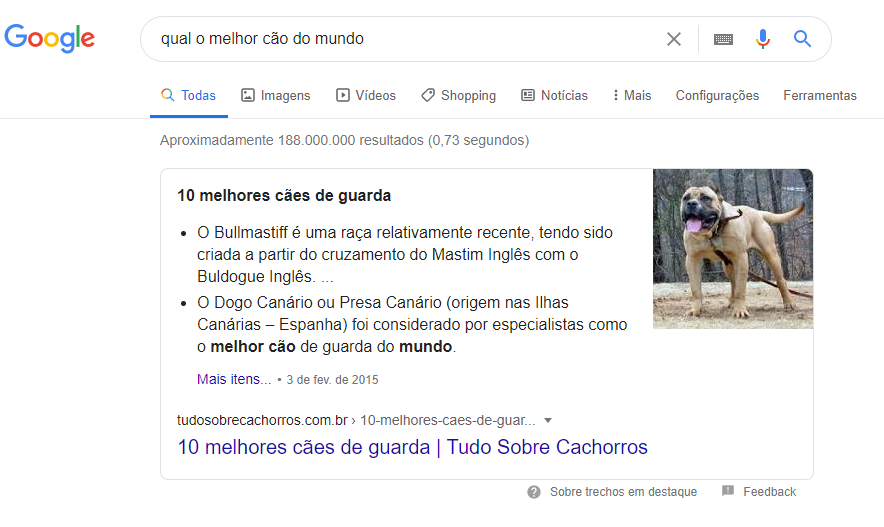 Google
qual o melhor cão do mundo
Todas Imagens Vídeos Shopping Notícias Mais Configurações Ferramentas
Aproximadamente 188.000.000 resultados (0,73 segundos)
10 melhores cães de guarda
• O Bullmastiff é uma raça relativamente recente, tendo sido
criada a partir do cruzamento do Mastim Inglês com o
Buldogue Inglês. ...
• O Dogo Canário ou Presa Canário (origem nas Ilhas
Canárias – Espanha) foi considerado por especialistas como
o melhor cão de guarda do mundo.
Mais itens... • 3 de fev. de 2015
tudosobrecachorros.com.br › 10-melhores-caes-de-guar...
10 melhores cães de guarda | Tudo Sobre Cachorros
Sobre trechos em destaque Feedback